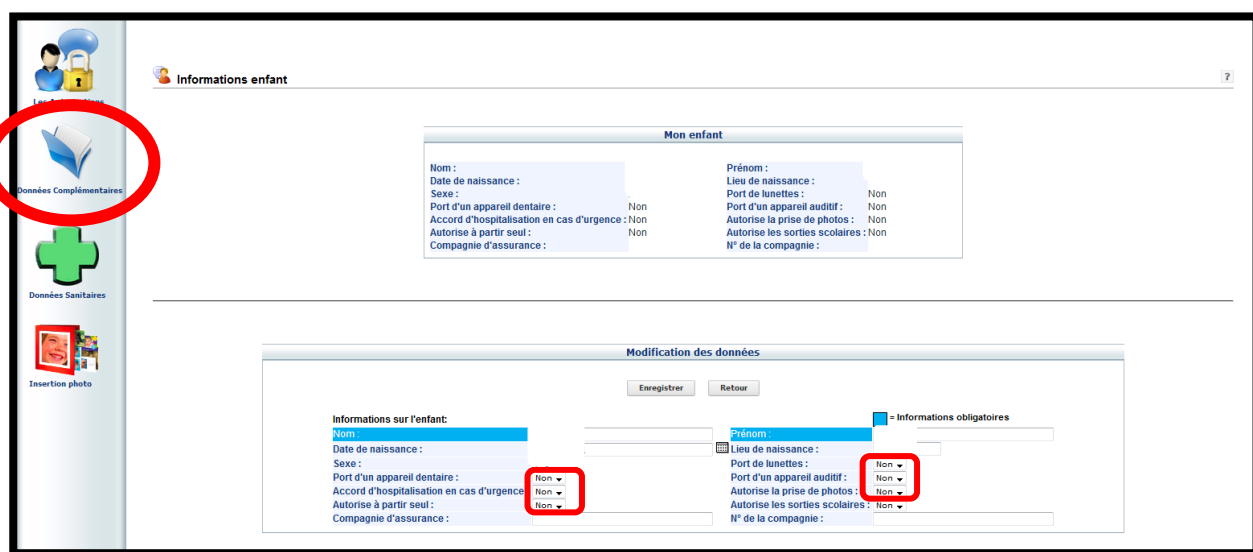 Informations enfant
?
Données Complémentaires
Données Sanitaires
Insertion photo
Mon enfant
Nom : Prénom :
Date de naissance : Lieu de naissance :
Sexe : Port de lunettes : Non
Port d'un appareil dentaire : Non Port d'un appareil auditif : Non
Accord d'hospitalisation en cas d'urgence : Non Autorise la prise de photos : Non
Autorise à partir seul : Non Autorise les sorties scolaires : Non
Compagnie d'assurance : N° de la compagnie :
Modification des données
Enregistrer Retour
Informations sur l'enfant: = Informations obligatoires
Nom : Prénom :
Date de naissance : Lieu de naissance :
Sexe : Port de lunettes : Non
Port d'un appareil dentaire : Non Port d'un appareil auditif : Non
Accord d'hospitalisation en cas d'urgence Non Autorise la prise de photos : Non
Autorise à partir seul : Non Autorise les sorties scolaires : Non
Compagnie d'assurance : N° de la compagnie :